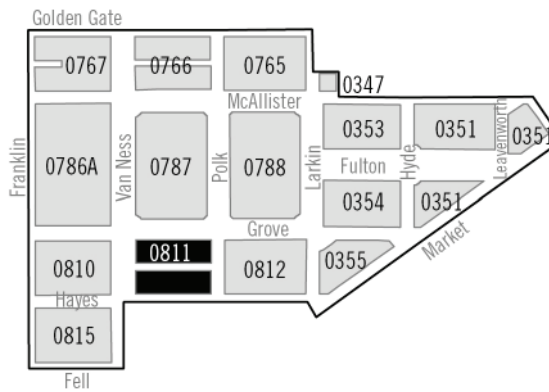 Golden Gate
0767 0766 0765
0347
McAllister
0353 0351 0351
Franklin
Van Ness
Polk
Larkin
Hyde
Leavenworth
0786A 0787 0788
Fulton
0354 0351
Grove
Market
0811
0810 0812 0355
Hayes
0815
Fell